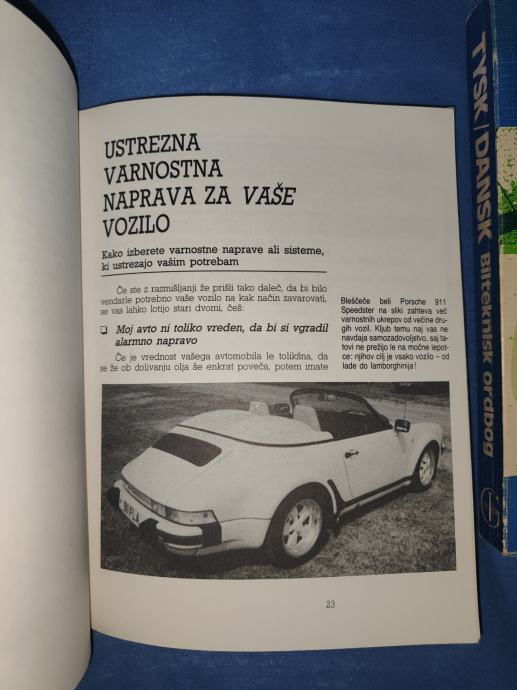 USTREZNA
VARNOSTNA
NAPRAVA ZA VAŠE
VOZILO
Kako izberete varnostne naprave ali sisteme,
ki ustrezajo vašim potrebam
Če ste z razmišljanji že prišli tako daleč, da bi bilo
vendarle potrebno vaše vozilo na kak način zavarovati,
se vas lahko lotijo stari dvomi, češ:
❏ Moj avto ni toliko vreden, da bi si vgradil
alarmno napravo
Če je vrednost vašega avtomobila le tolikšna, da
se že ob dolivanju olja še enkrat poveča, potem imate
Bleščeče beli Porsche 911
Speedster na sliki zahteva več
varnostnih ukrepov od večine dru-
gih vozil. Kljub temu naj vas ne
navdaja samozadovoljstvo, saj ta-
tovi ne prežijo le na močne lepot-
ce: njihov cilj je vsako vozilo – od
lade do lamborghinija!
23
TYSK/DANSK Bilteknisk ordbog